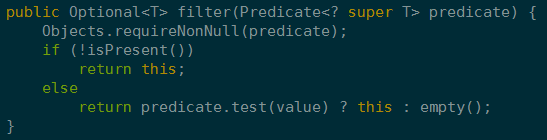 public Optional<T> filter(Predicate<? super T> predicate) {
    Objects.requireNonNull(predicate);
    if (!isPresent())
        return this;
    else
        return predicate.test(value) ? this : empty();
}